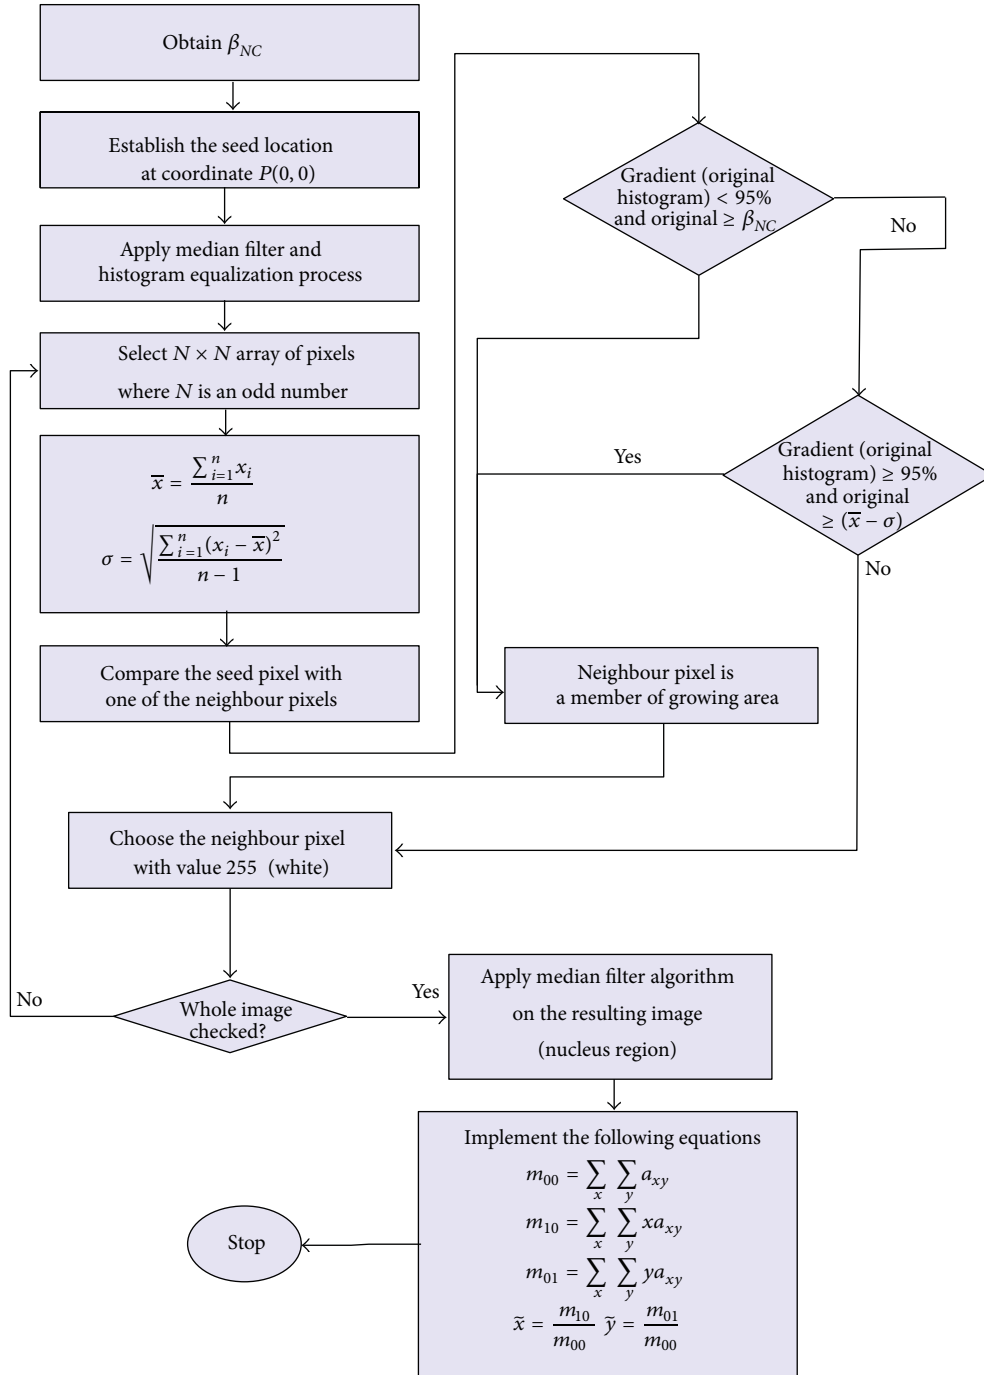 Obtain β_NC
Establish the seed location
at coordinate P(0, 0)
Apply median filter and
histogram equalization process
Select N × N array of pixels
where N is an odd number
x̅ = ∑_{i=1}^{n} x_i / n
σ = √(∑_{i=1}^{n} (x_i − x̅)² / (n − 1))
Compare the seed pixel with
one of the neighbour pixels
Gradient (original
histogram) < 95%
and original ≥ β_NC
No
Gradient (original
histogram) ≥ 95%
and original
≥ (x̅ − σ)
Yes
No
Neighbour pixel is
a member of growing area
Choose the neighbour pixel
with value 255 (white)
Whole image
checked?
No
Yes
Apply median filter algorithm
on the resulting image
(nucleus region)
Implement the following equations
m_00 = ∑_x ∑_y a_xy
m_10 = ∑_x ∑_y xa_xy
m_01 = ∑_x ∑_y ya_xy
x̃ = m_10 / m_00 ỹ = m_01 / m_00
Stop